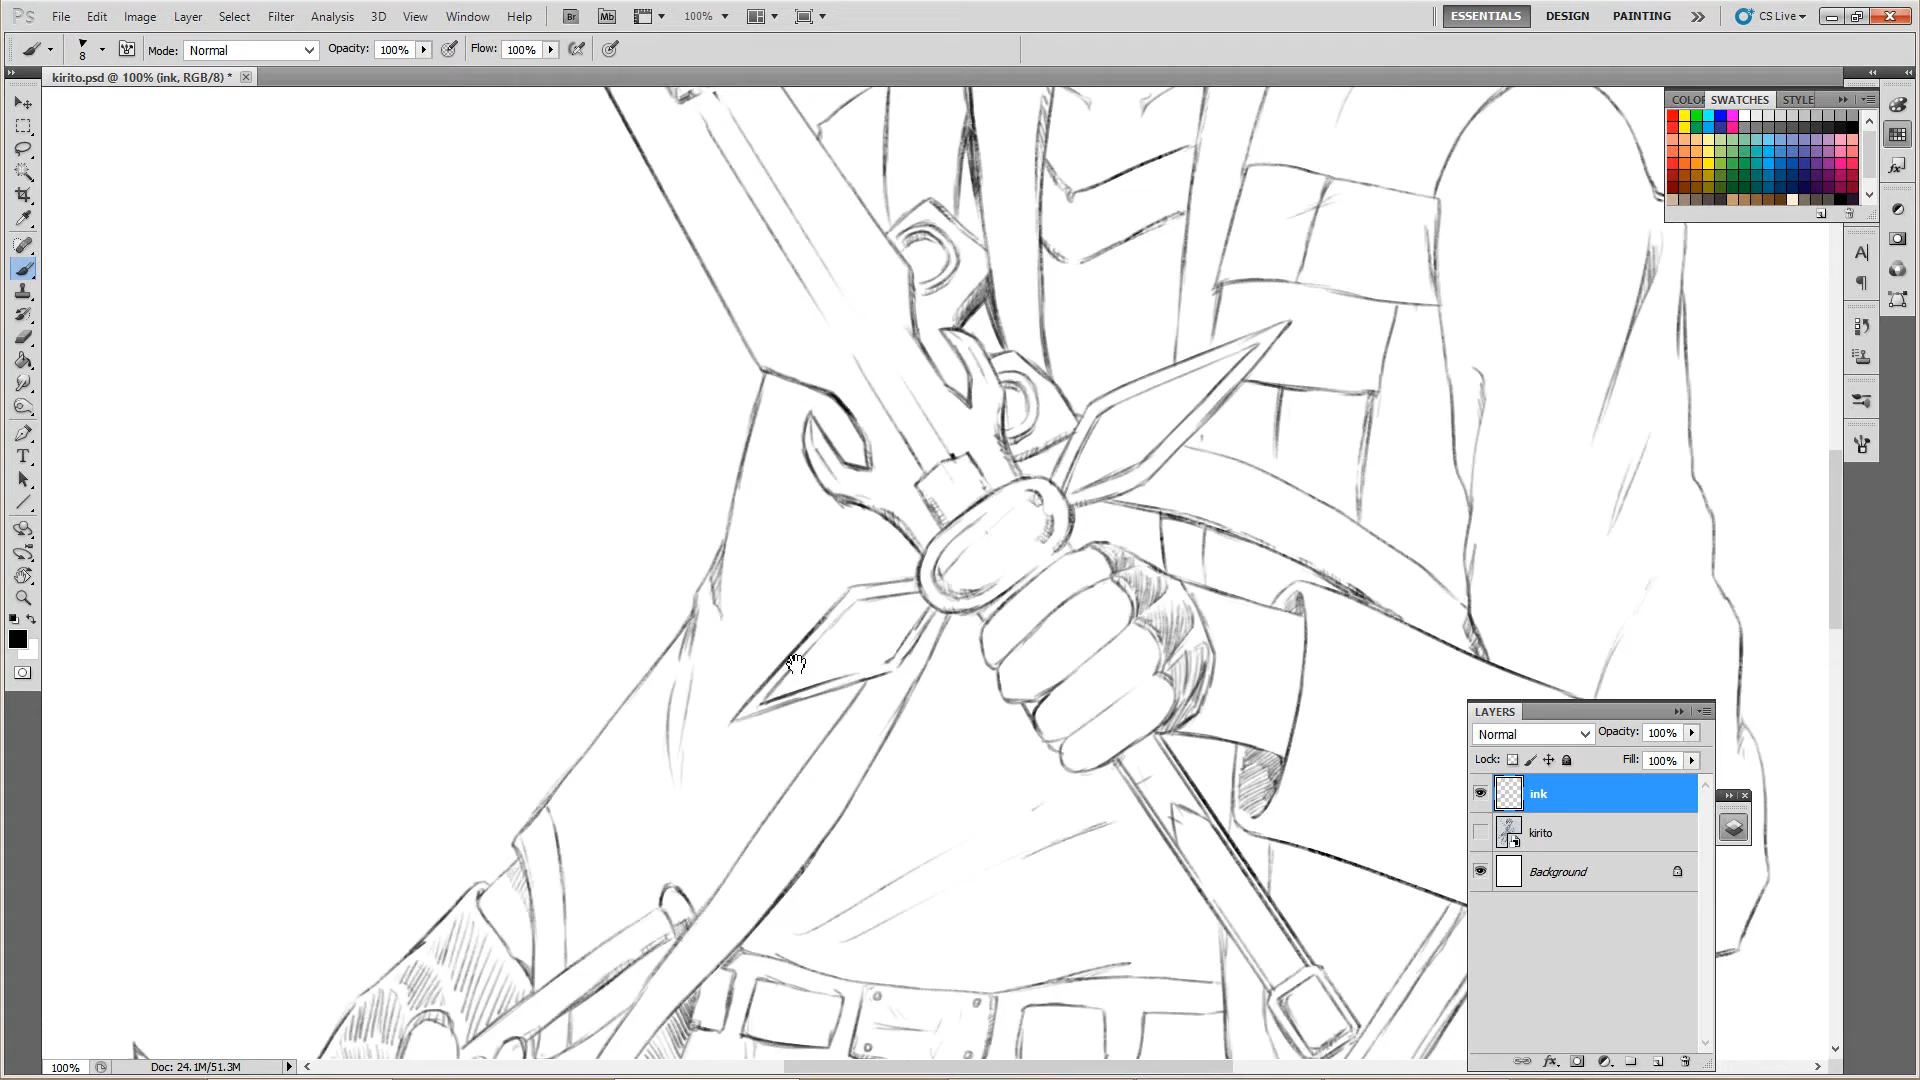 Ps File Edit Image Layer Select Filter Analysis 3D View Window Help Br Mb 100% ESSENTIALS DESIGN PAINTING CS Live
8 Mode: Normal Opacity: 100% Flow: 100%
kirito.psd @ 100% (ink, RGB/8) *
COLOR SWATCHES STYLE
LAYERS
Normal Opacity: 100%
Lock: Fill: 100%
ink
kirito
Background
100% Doc: 24.1M/51.3M